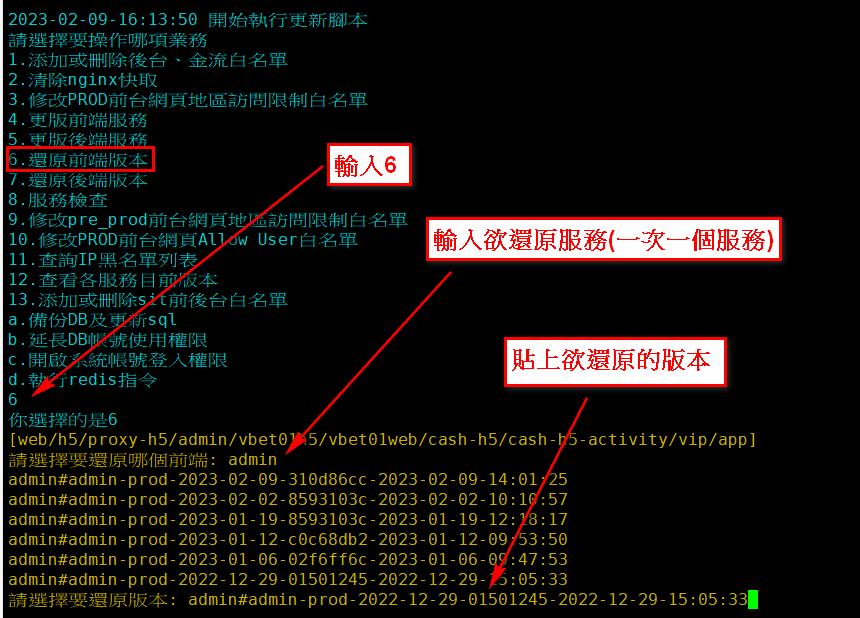 2023-02-09-16:13:50 開始執行更新腳本
請選擇要操作哪項業務
1.添加或刪除後台、金流白名單
2.清除nginx快取
3.修改PROD前台網頁地區訪問限制白名單
4.更版前端服務
5.更版後端服務
6.還原前端版本
輸入6
7.還原後端版本
8.服務檢查
9.修改pre_prod前台網頁地區訪問限制白名單
10.修改PROD前台網頁Allow User白名單
輸入欲還原服務(一次一個服務)
11.查詢IP黑名單列表
12.查看各服務目前版本
13.添加或刪除sit前後台白名單
a.備份DB及更新sql
b.延長DB帳號使用權限
c.開啟系統帳號登入權限
貼上欲還原的版本
d.執行redis指令
6
你選擇的是6
[web/h5/proxy-h5/admin/vbet01h5/vbet01web/cash-h5/cash-h5-activity/vip/app]
請選擇要還原哪個前端: admin
admin#admin-prod-2023-02-09-310d86cc-2023-02-09-14:01:25
admin#admin-prod-2023-02-02-8593103c-2023-02-02-10:10:57
admin#admin-prod-2023-01-19-8593103c-2023-01-19-12:18:17
admin#admin-prod-2023-01-12-c0c68db2-2023-01-12-09:53:50
admin#admin-prod-2023-01-06-02f6ff6c-2023-01-06-09:47:53
admin#admin-prod-2022-12-29-01501245-2022-12-29-15:05:33
請選擇要還原版本: admin#admin-prod-2022-12-29-01501245-2022-12-29-15:05:33